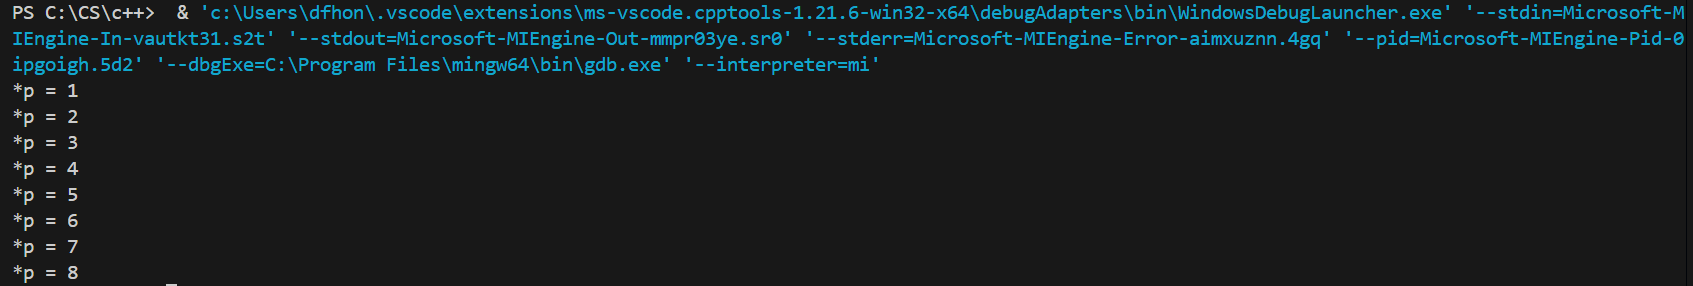 PS C:\CS\c++>  & 'c:\Users\dfhon\.vscode\extensions\ms-vscode.cpptools-1.21.6-win32-x64\debugAdapters\bin\WindowsDebugLauncher.exe' '--stdin=Microsoft-M
IEngine-In-vautkt31.s2t' '--stdout=Microsoft-MIEngine-Out-mmpr03ye.sr0' '--stderr=Microsoft-MIEngine-Error-aimxuznn.4gq' '--pid=Microsoft-MIEngine-Pid-0
ipgoigh.5d2' '--dbgExe=C:\Program Files\mingw64\bin\gdb.exe' '--interpreter=mi'
*p = 1
*p = 2
*p = 3
*p = 4
*p = 5
*p = 6
*p = 7
*p = 8